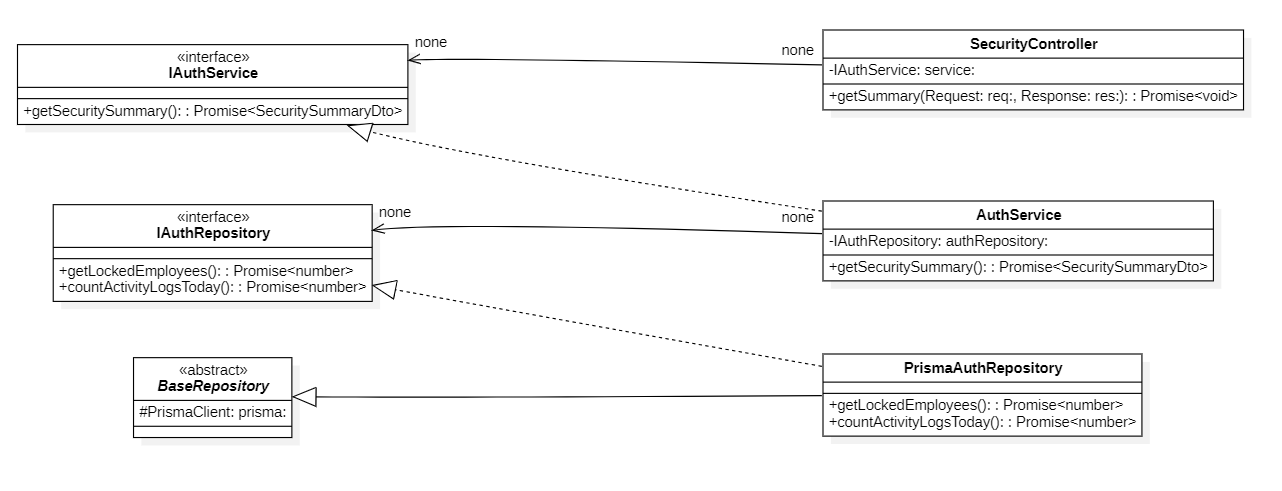 none
none
«interface»
IAuthService
+getSecuritySummary(): : Promise<SecuritySummaryDto>
SecurityController
-IAuthService: service:
+getSummary(Request: req:, Response: res:): : Promise<void>
none
none
«interface»
IAuthRepository
+getLockedEmployees(): : Promise<number>
+countActivityLogsToday(): : Promise<number>
AuthService
-IAuthRepository: authRepository:
+getSecuritySummary(): : Promise<SecuritySummaryDto>
«abstract»
BaseRepository
#PrismaClient: prisma:
PrismaAuthRepository
+getLockedEmployees(): : Promise<number>
+countActivityLogsToday(): : Promise<number>